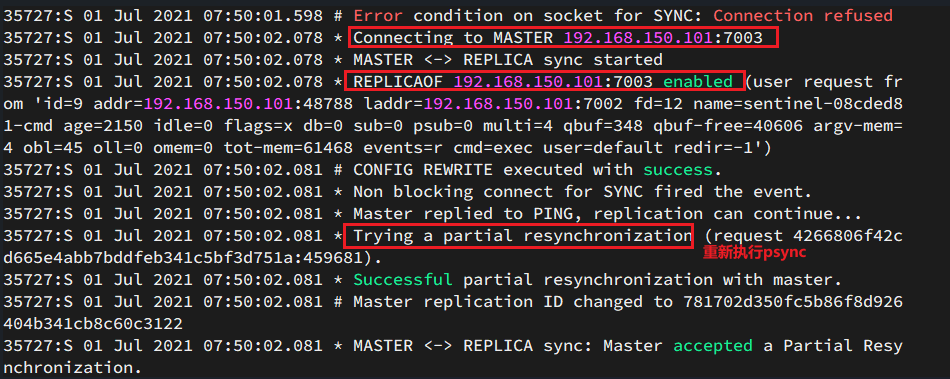 35727:S 01 Jul 2021 07:50:01.598 # Error condition on socket for SYNC: Connection refused
35727:S 01 Jul 2021 07:50:02.078 * Connecting to MASTER 192.168.150.101:7003
35727:S 01 Jul 2021 07:50:02.078 * MASTER <-> REPLICA sync started
35727:S 01 Jul 2021 07:50:02.078 * REPLICAOF 192.168.150.101:7003 enabled (user request fr
om 'id=9 addr=192.168.150.101:48788 laddr=192.168.150.101:7002 fd=12 name=sentinel-08cded8
1-cmd age=2150 idle=0 flags=x db=0 sub=0 psub=0 multi=4 qbuf=348 qbuf-free=40606 argv-mem=
4 obl=45 oll=0 omem=0 tot-mem=61468 events=r cmd=exec user=default redir=-1')
35727:S 01 Jul 2021 07:50:02.081 # CONFIG REWRITE executed with success.
35727:S 01 Jul 2021 07:50:02.081 * Non blocking connect for SYNC fired the event.
35727:S 01 Jul 2021 07:50:02.081 * Master replied to PING, replication can continue...
35727:S 01 Jul 2021 07:50:02.081 * Trying a partial resynchronization (request 4266806f42c
d665e4abb7bddfeb341c5bf3d751a:459681).
重新执行psync
35727:S 01 Jul 2021 07:50:02.081 * Successful partial resynchronization with master.
35727:S 01 Jul 2021 07:50:02.081 # Master replication ID changed to 781702d350fc5b86f8d926
404b341cb8c60c3122
35727:S 01 Jul 2021 07:50:02.081 * MASTER <-> REPLICA sync: Master accepted a Partial Resy
nchronization.